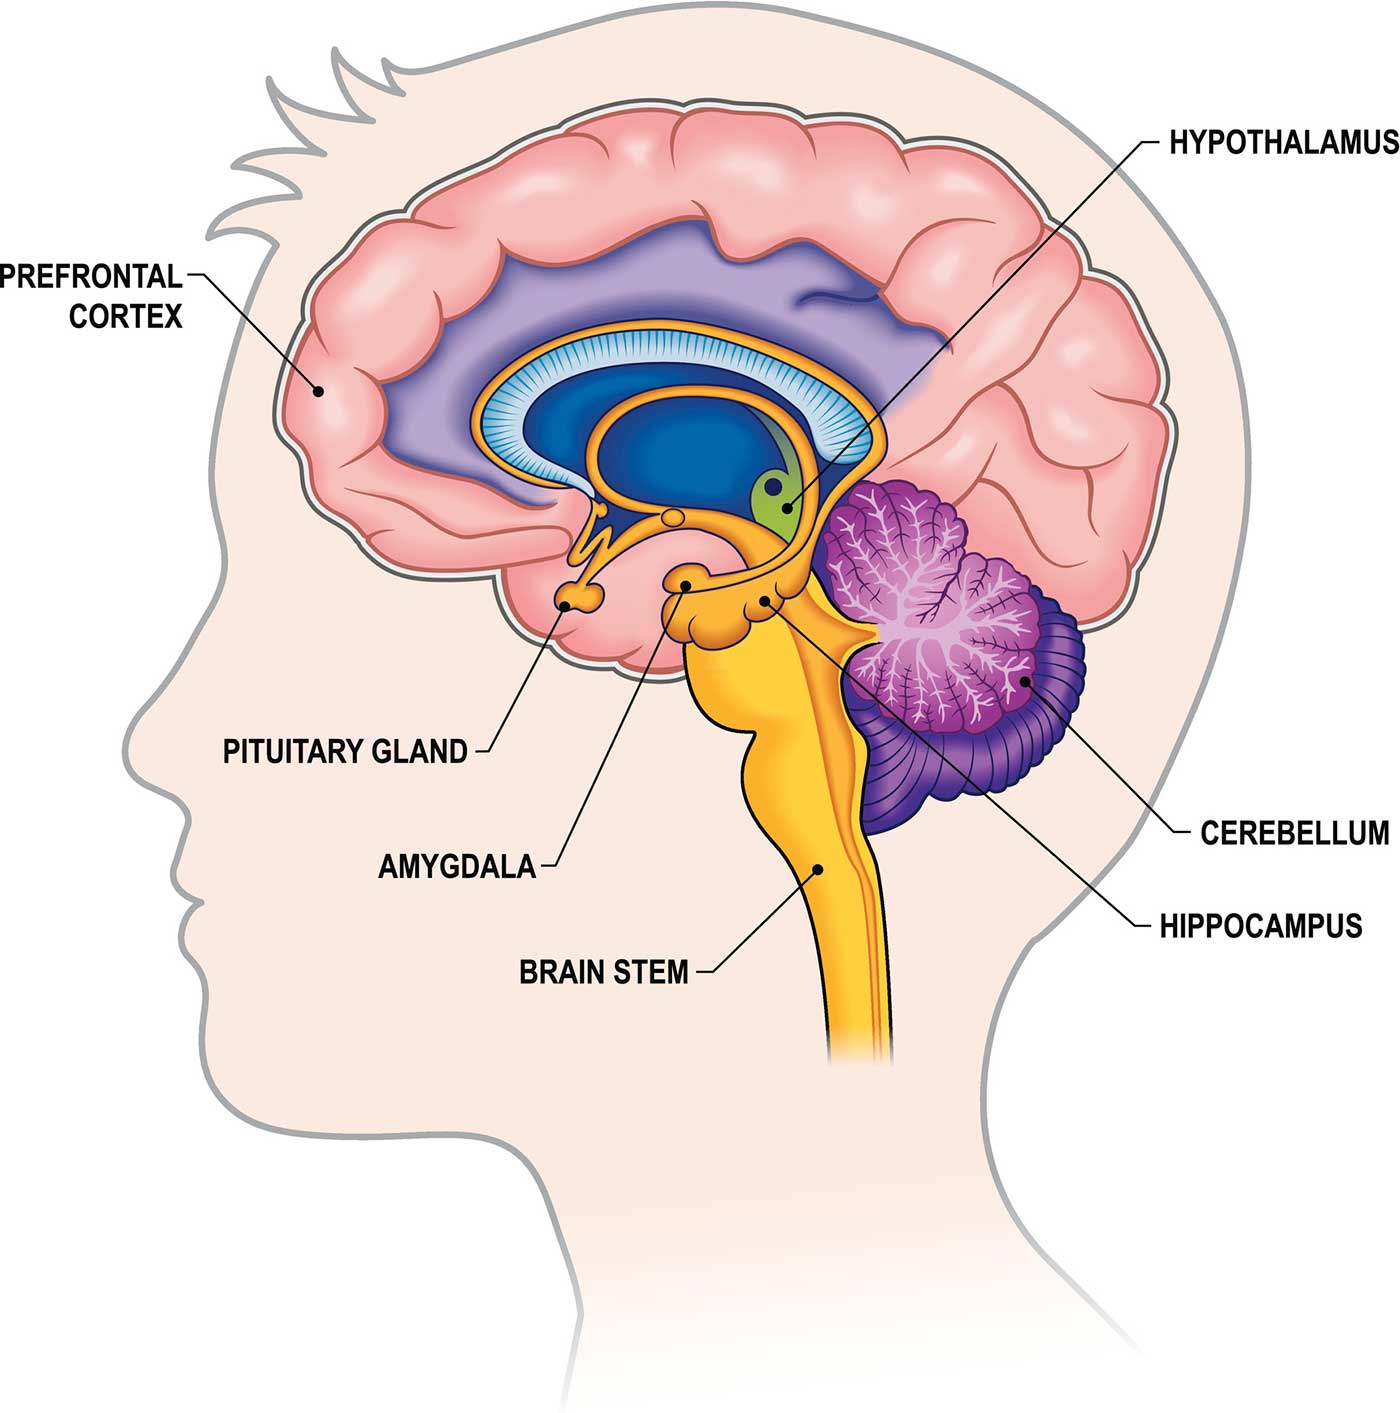 HYPOTHALAMUS
PREFRONTAL
CORTEX
PITUITARY GLAND
CEREBELLUM
AMYGDALA
HIPPOCAMPUS
BRAIN STEM